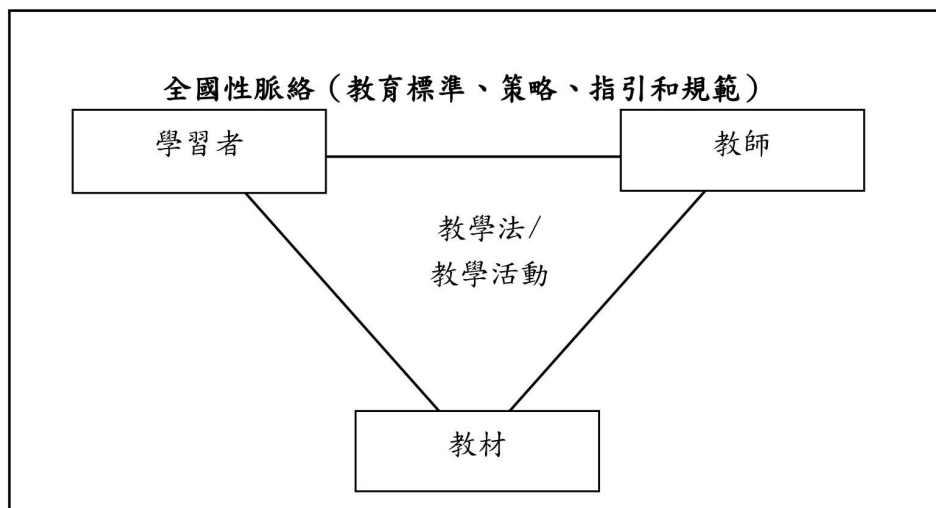 全國性脈絡（教育標準、策略、指引和規範）
學習者
教師
教學法/
教學活動
教材